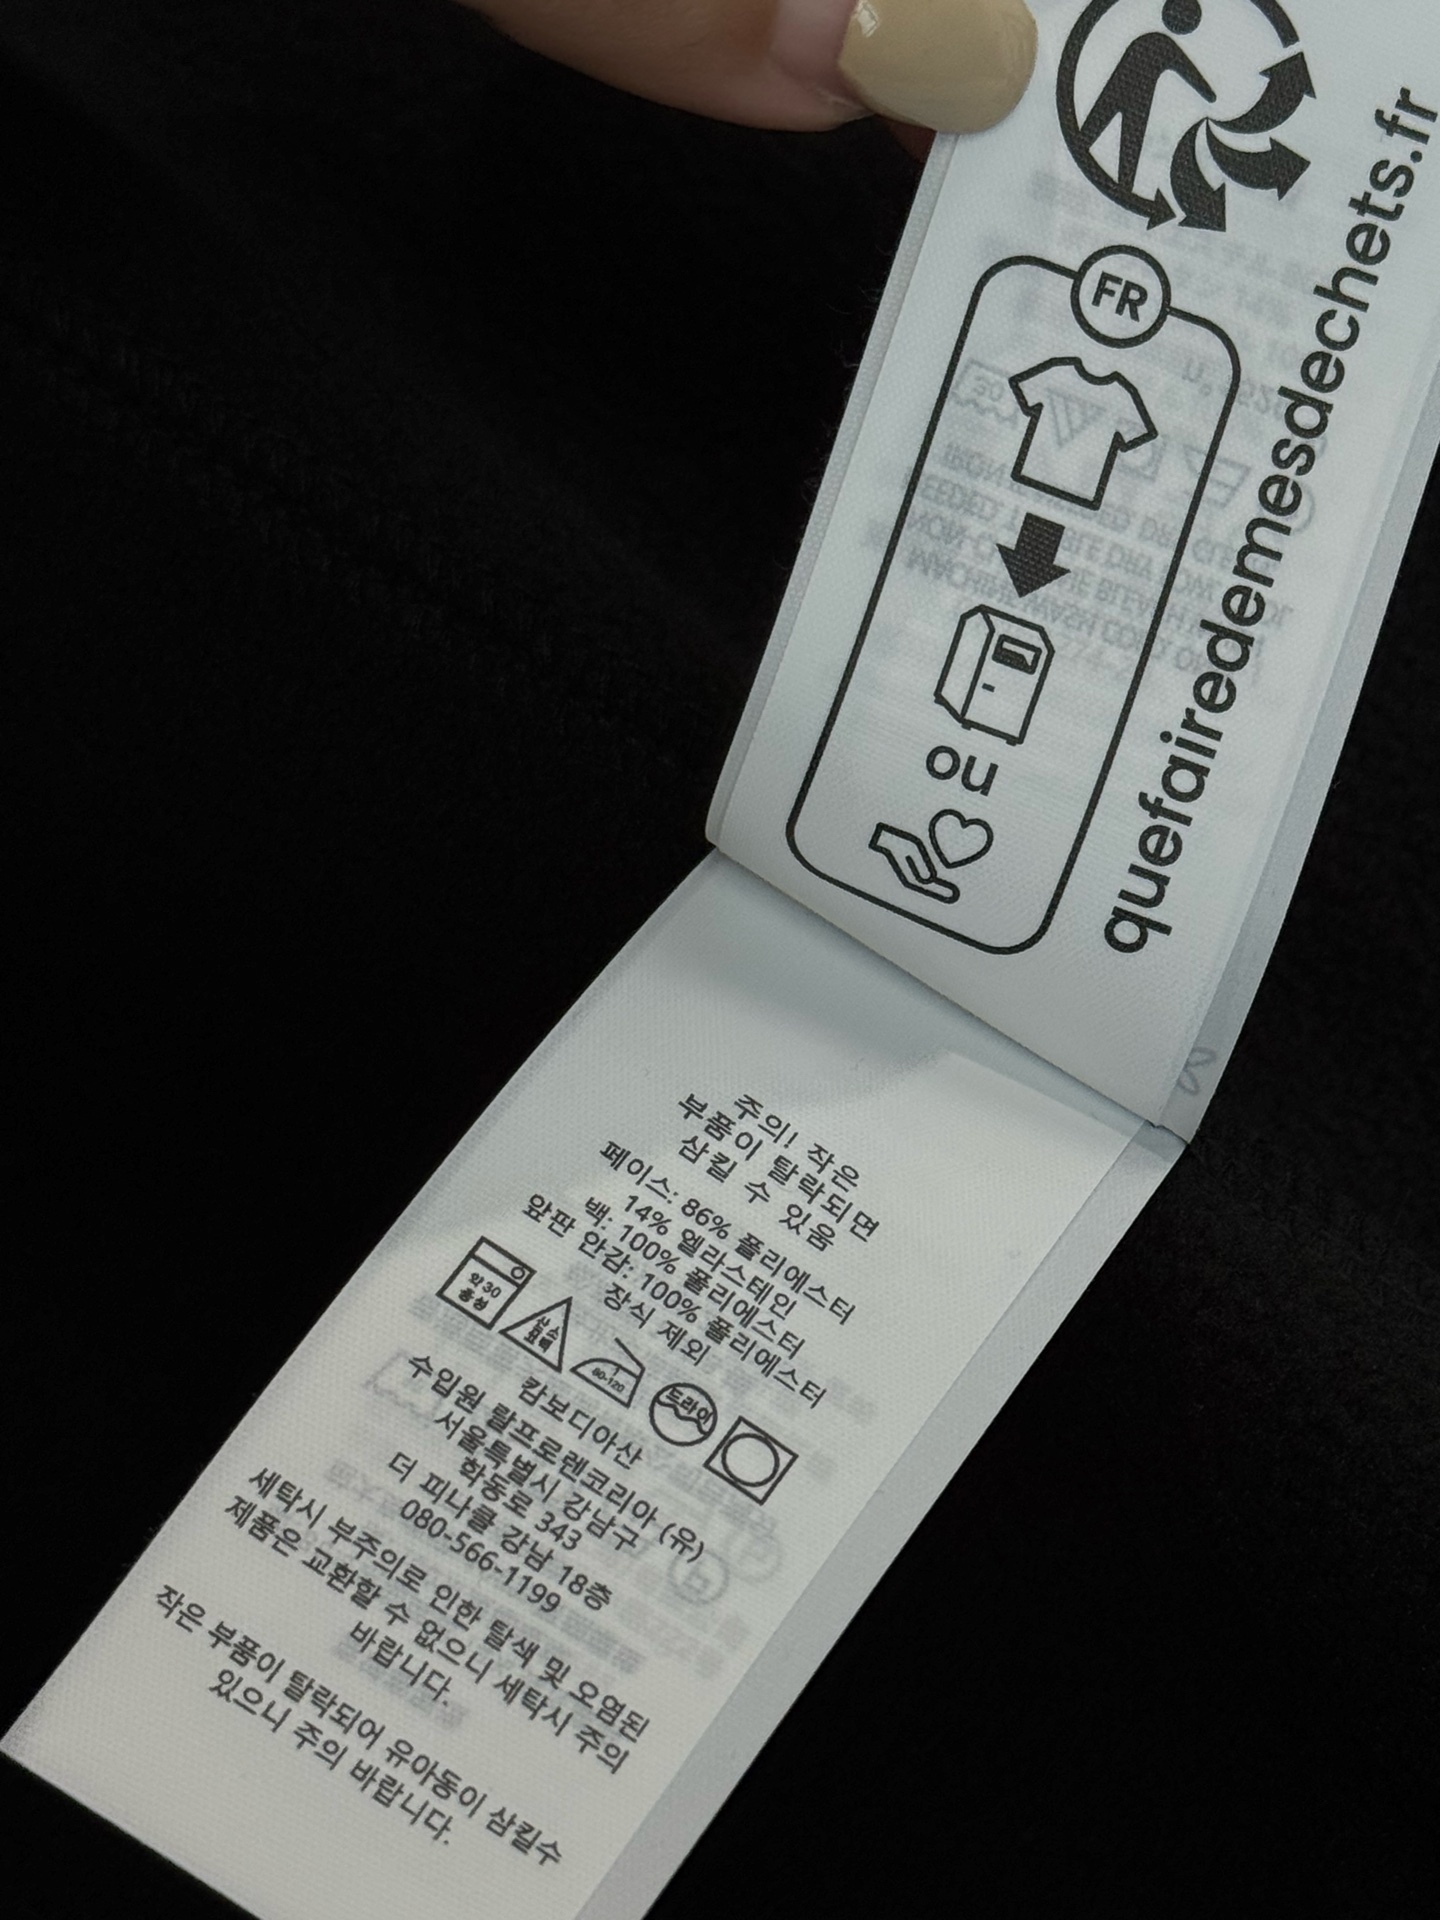 FR
ou
quefairedemesdechets.fr
주의! 작은
부품이 탈락되면
삼킬 수 있음
페이스: 86% 폴리에스터
14% 엘라스테인
백: 100% 폴리에스터
앞판 안감: 100% 폴리에스터
장식 제외
약 30
중성
산소
표백
80-120
드라이
캄보디아산
수입원 랄프로렌코리아 (유)
서울특별시 강남구
학동로 343
더 피나클 강남 18층
080-566-1199
세탁시 부주의로 인한 탈색 및 오염된
제품은 교환할 수 없으니 세탁시 주의
바랍니다.
작은 부품이 탈락되어 유아동이 삼킬수
있으니 주의 바랍니다.